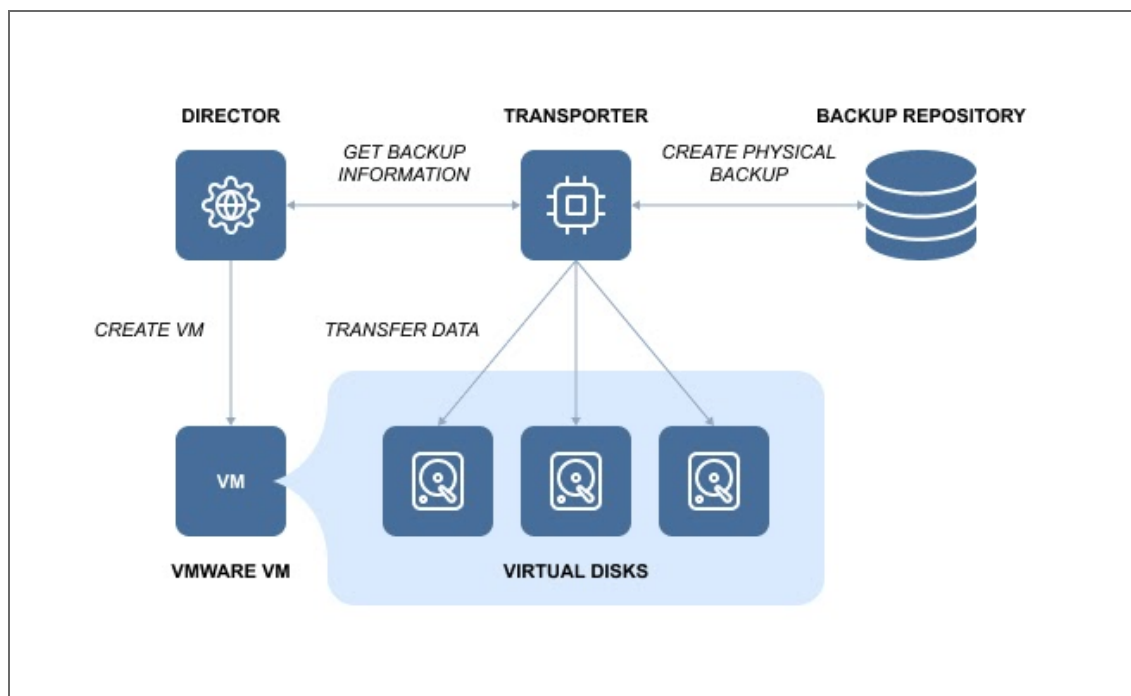 DIRECTOR
TRANSPORTER
BACKUP REPOSITORY
GET BACKUP
INFORMATION
CREATE PHYSICAL
BACKUP
CREATE VM
TRANSFER DATA
VM
VMWARE VM
VIRTUAL DISKS